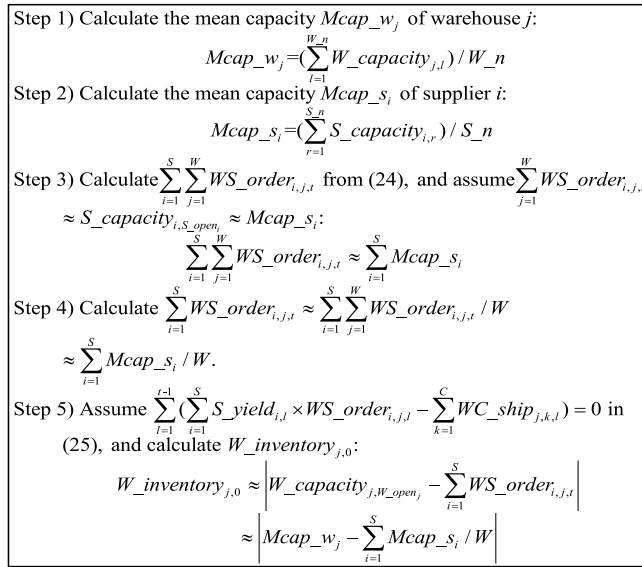 Step 1) Calculate the mean capacity Mcap_w_j of warehouse j:
Mcap_w_j=(∑_{l=1}^{W_n} W_capacity_{j,l}) / W_n
Step 2) Calculate the mean capacity Mcap_s_i of supplier i:
Mcap_s_i=(∑_{r=1}^{S_n} S_capacity_{i,r}) / S_n
Step 3) Calculate ∑_{i=1}^{S} ∑_{j=1}^{W} WS_order_{i,j,t} from (24), and assume ∑_{j=1}^{W} WS_order_{i,j,
≈ S_capacity_{i,S_open_i} ≈ Mcap_s_i:
∑_{i=1}^{S} ∑_{j=1}^{W} WS_order_{i,j,t} ≈ ∑_{i=1}^{S} Mcap_s_i
Step 4) Calculate ∑_{i=1}^{S} WS_order_{i,j,t} ≈ ∑_{i=1}^{S} ∑_{j=1}^{W} WS_order_{i,j,t} / W
≈ ∑_{i=1}^{S} Mcap_s_i / W.
Step 5) Assume ∑_{l=1}^{t-1} (∑_{i=1}^{S} S_yield_{i,l} × WS_order_{i,j,l} − ∑_{k=1}^{C} WC_ship_{j,k,l}) = 0 in
(25), and calculate W_inventory_{j,0}:
W_inventory_{j,0} ≈ |W_capacity_{j,W_open_j} − ∑_{i=1}^{S} WS_order_{i,j,t}|
≈ |Mcap_w_j − ∑_{i=1}^{S} Mcap_s_i / W|